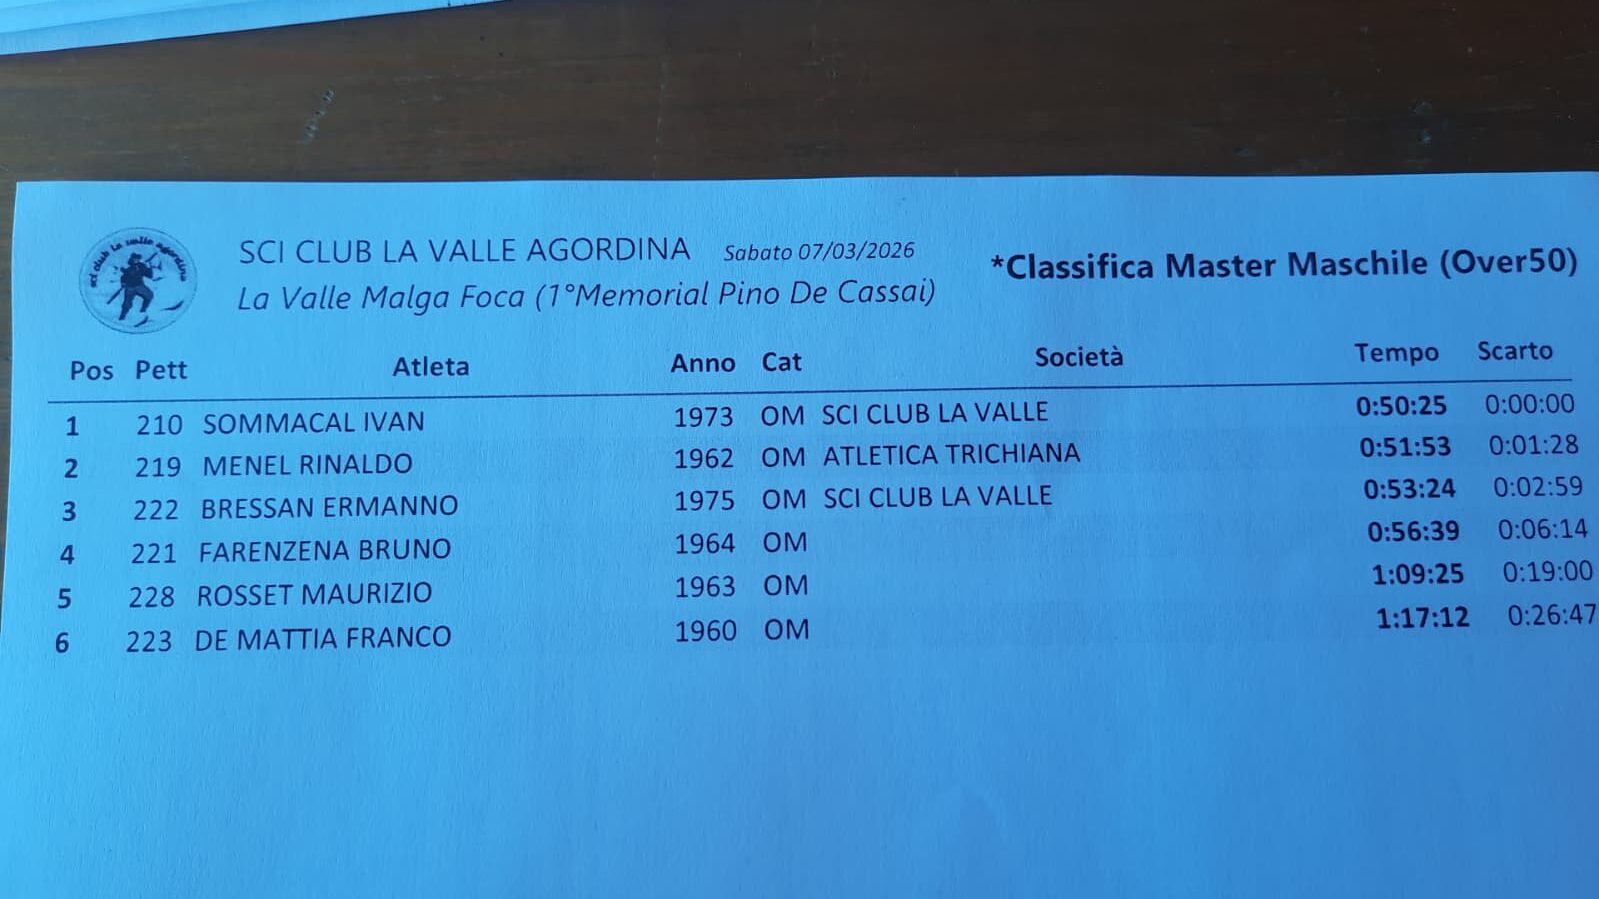 sci club la valle agordina
SCI CLUB LA VALLE AGORDINA Sabato 07/03/2026
*Classifica Master Maschile (Over50)
La Valle Malga Foca (1°Memorial Pino De Cassai)
Pos Pett Atleta Anno Cat Società Tempo Scarto
1 210 SOMMACAL IVAN 1973 OM SCI CLUB LA VALLE 0:50:25 0:00:00
2 219 MENEL RINALDO 1962 OM ATLETICA TRICHIANA 0:51:53 0:01:28
3 222 BRESSAN ERMANNO 1975 OM SCI CLUB LA VALLE 0:53:24 0:02:59
4 221 FARENZENA BRUNO 1964 OM 0:56:39 0:06:14
5 228 ROSSET MAURIZIO 1963 OM 1:09:25 0:19:00
6 223 DE MATTIA FRANCO 1960 OM 1:17:12 0:26:47